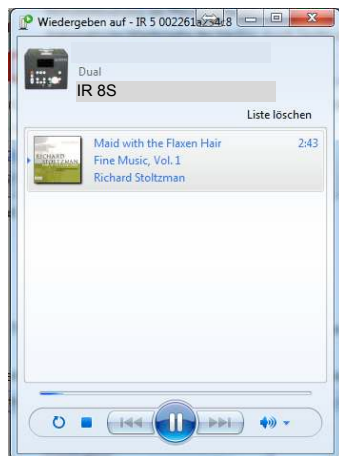 Wiedergeben auf - IR 5 002261a254c8
Dual
IR 8S
Liste löschen
Maid with the Flaxen Hair 2:43
Fine Music, Vol. 1
Richard Stoltzman
RICHARD
STOLTZMAN